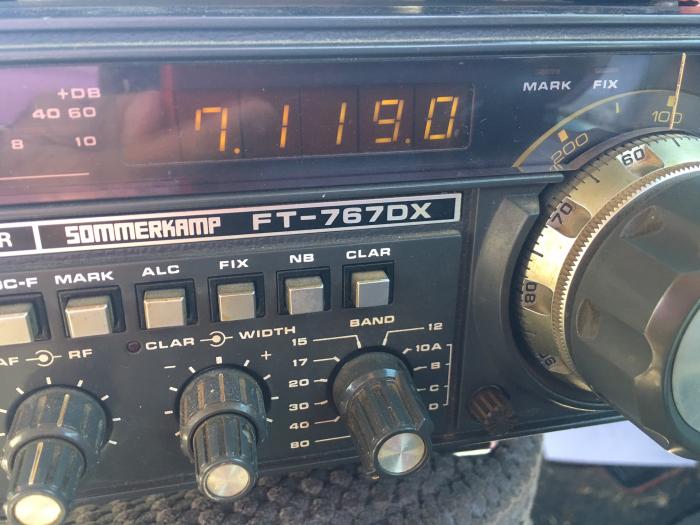 +DB
40 60
8 10
7.119.0
MARK FIX
200
100
60
70
80
SOMMERKAMP FT-767DX
MARK ALC FIX NB CLAR
AF RF
CLAR WIDTH
- +
BAND
15 12
17 10A
20 B
30 C
40 D
80